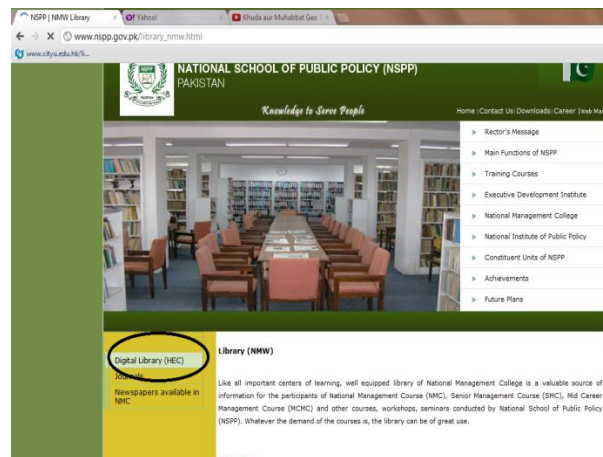 NSPP | NMW Library
Yahoo!
Khuda aur Muhabbat Geo
www.nspp.gov.pk/library_nmw.html
www.cityu.edu.hk/li...
NSPP
NATIONAL SCHOOL OF PUBLIC POLICY (NSPP)
PAKISTAN
Knowledge to Serve People
Home |Contact Us|Downloads|Career |Web Mai
Rector's Message
Main Functions of NSPP
Training Courses
Executive Development Institute
National Management College
National Institute of Public Policy
Constituent Units of NSPP
Achievements
Future Plans
Digital Library (HEC)
Journals
Newspapers available in
NMC
Library (NMW)
Like all important centers of learning, well equipped library of National Management College is a valuable source of
information for the participants of National Management Course (NMC), Senior Management Course (SMC), Mid Career
Management Course (MCMC) and other courses, workshops, seminars conducted by National School of Public Policy
(NSPP). Whatever the demand of the courses is, the library can be of great use.